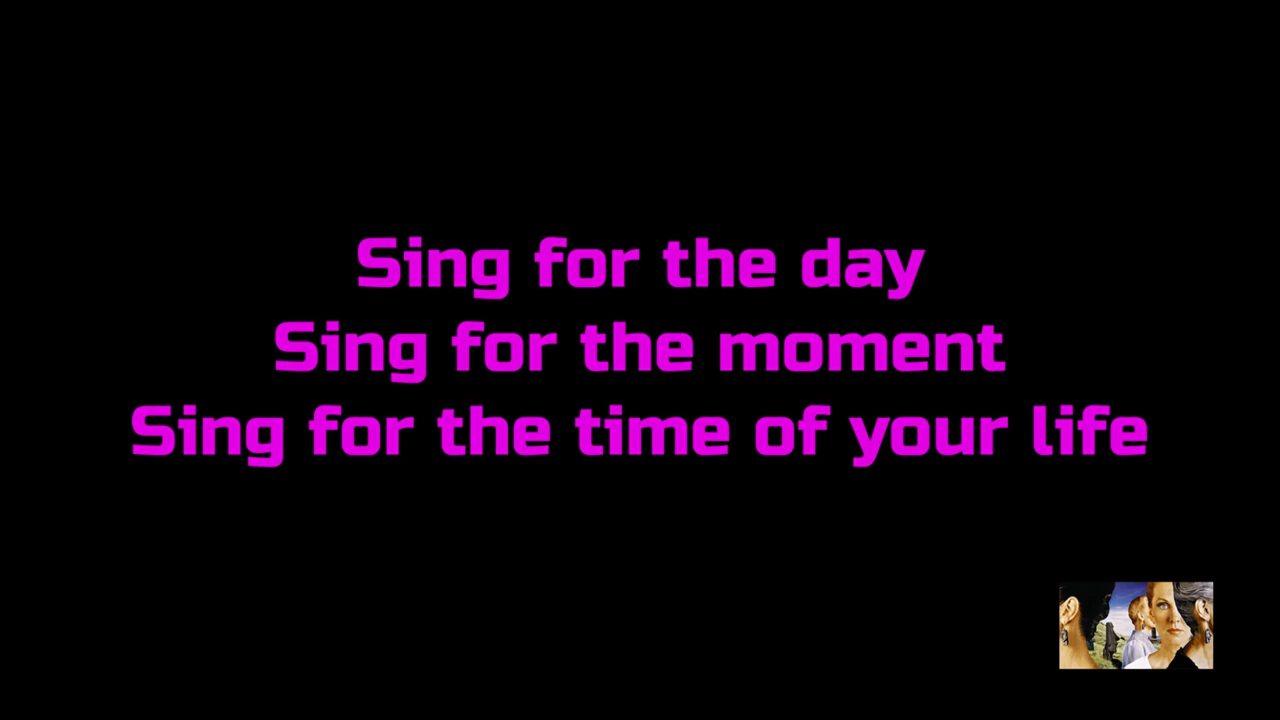 Sing for the day
Sing for the moment
Sing for the time of your life